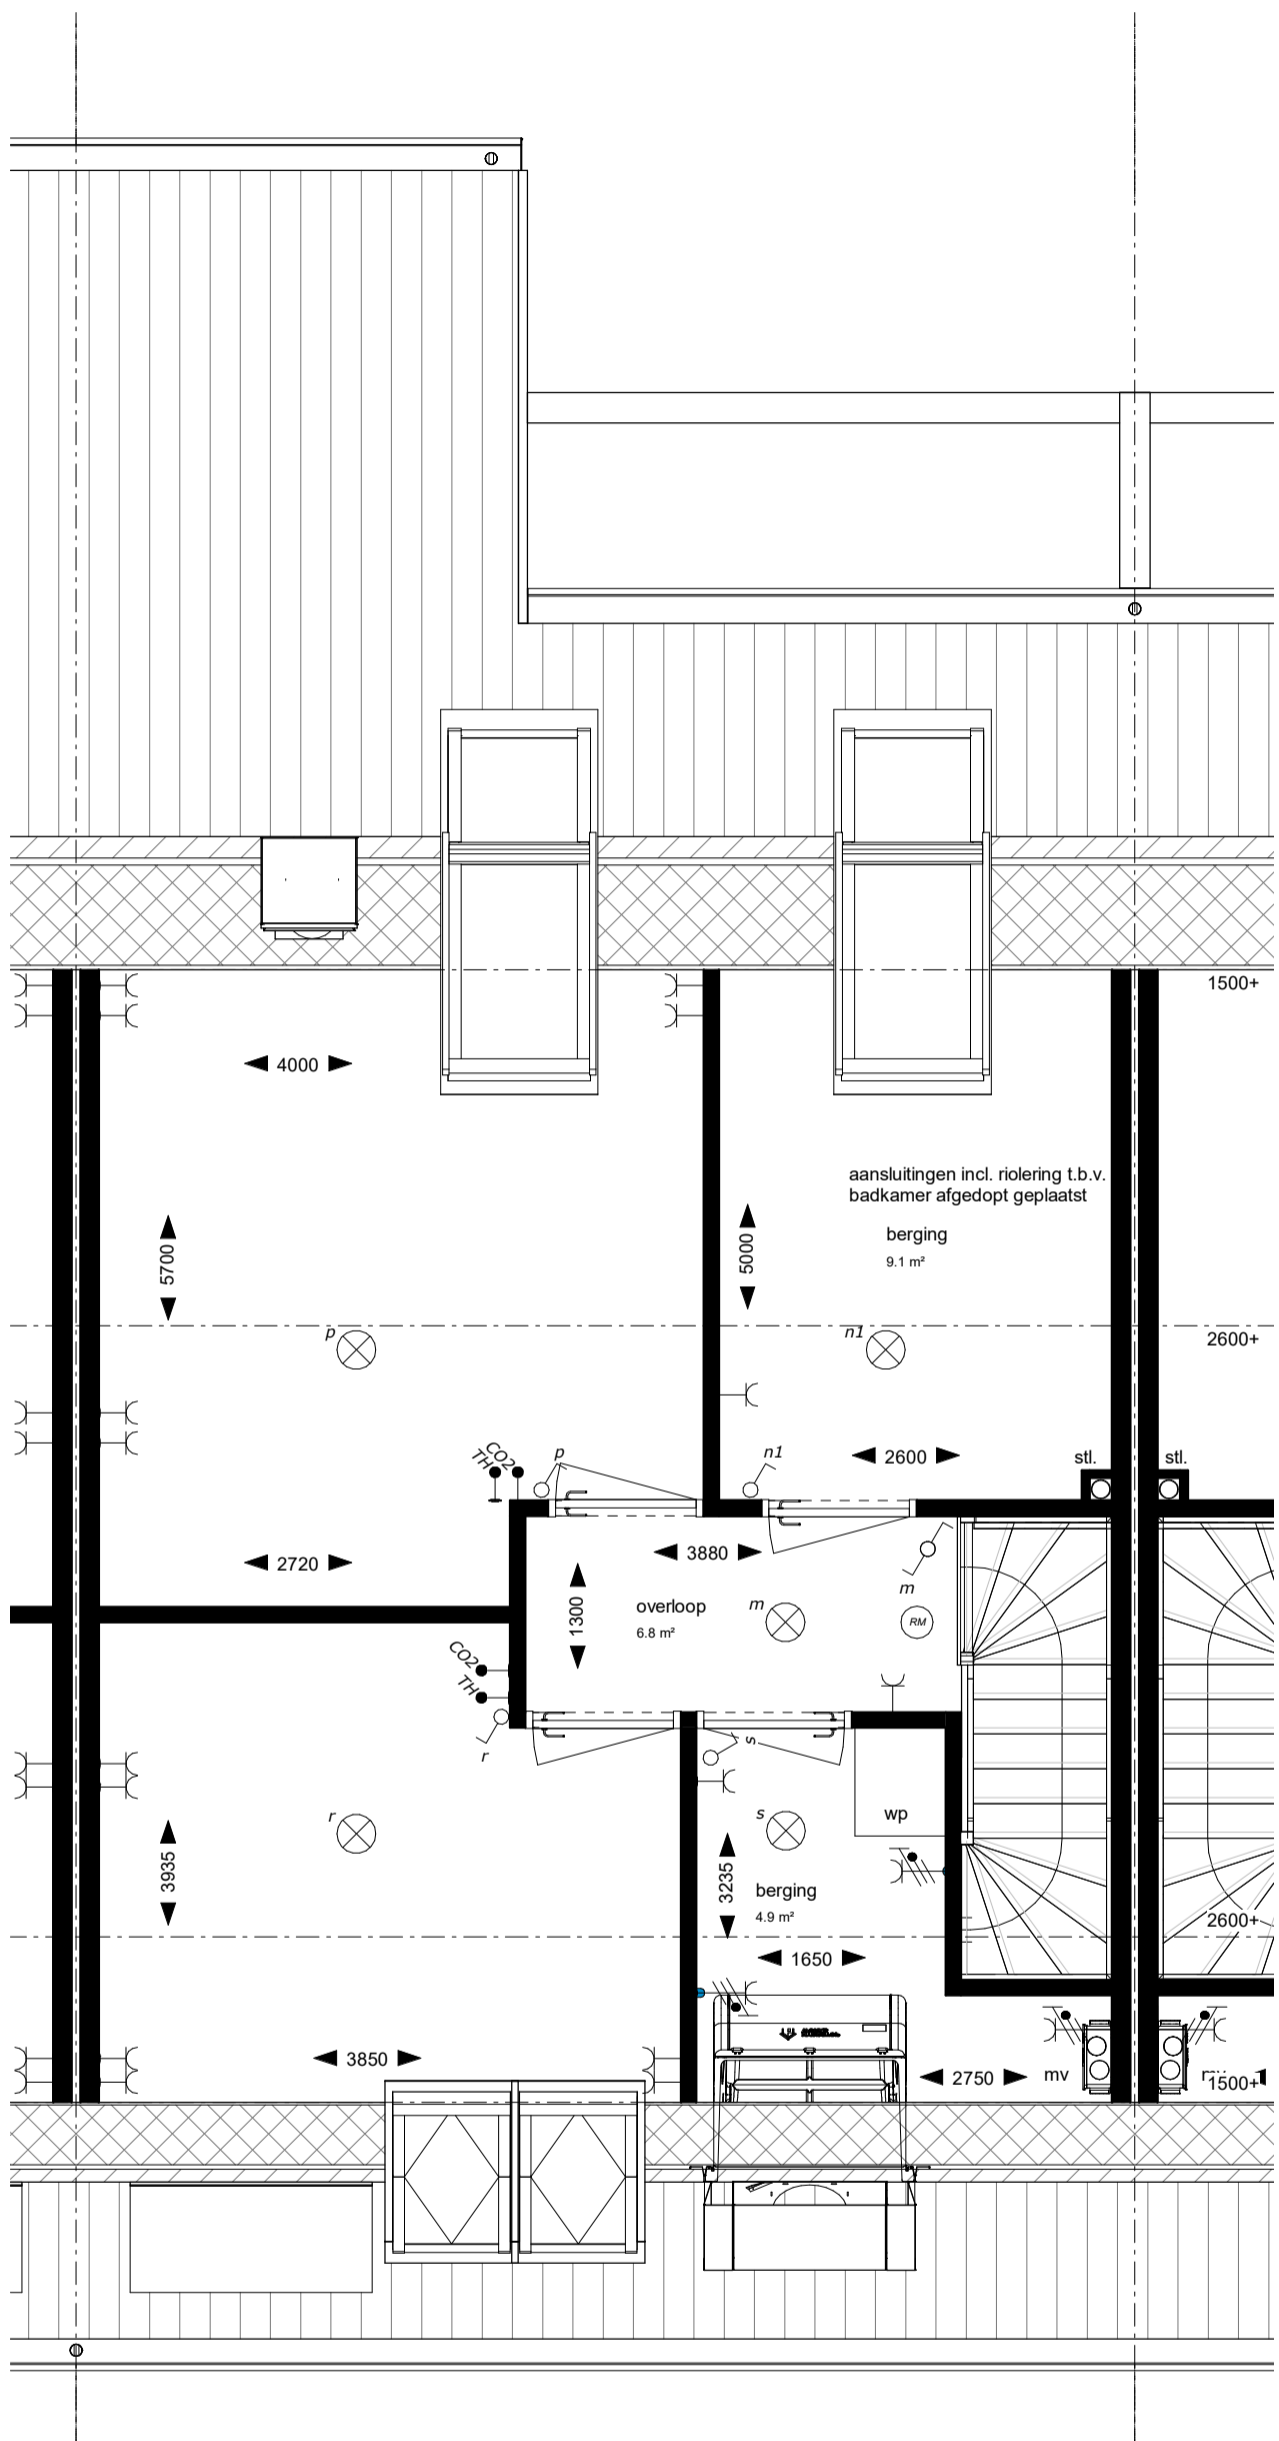 1500+
4000
aansluitingen incl. riolering t.b.v.
badkamer afgedopt geplaatst
berging
9.1 m²
5700
5000
p
n1
2600+
CO2
TH
p
n1
2600
stl.
stl.
2720
3880
m
1300
overloop
6.8 m²
m
RM
CO2
TH
r
s
r
s
wp
3935
3235
berging
4.9 m²
2600+
1650
3850
2750
mv
1500+